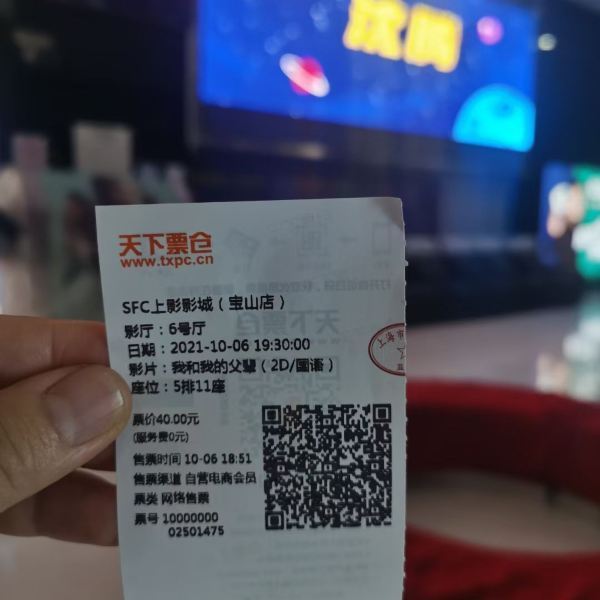 沈腾
天下票仓
www.txpc.cn
SFC上影影城（宝山店）
影厅：6号厅
日期：2021-10-06 19:30:00
影片：我和我的父辈（2D/国语）
座位：5排11座
票价40.00元
(服务费0元)
售票时间 10-06 18:51
售票渠道 自营电商会员
票类 网络售票
票号 10000000
02501475